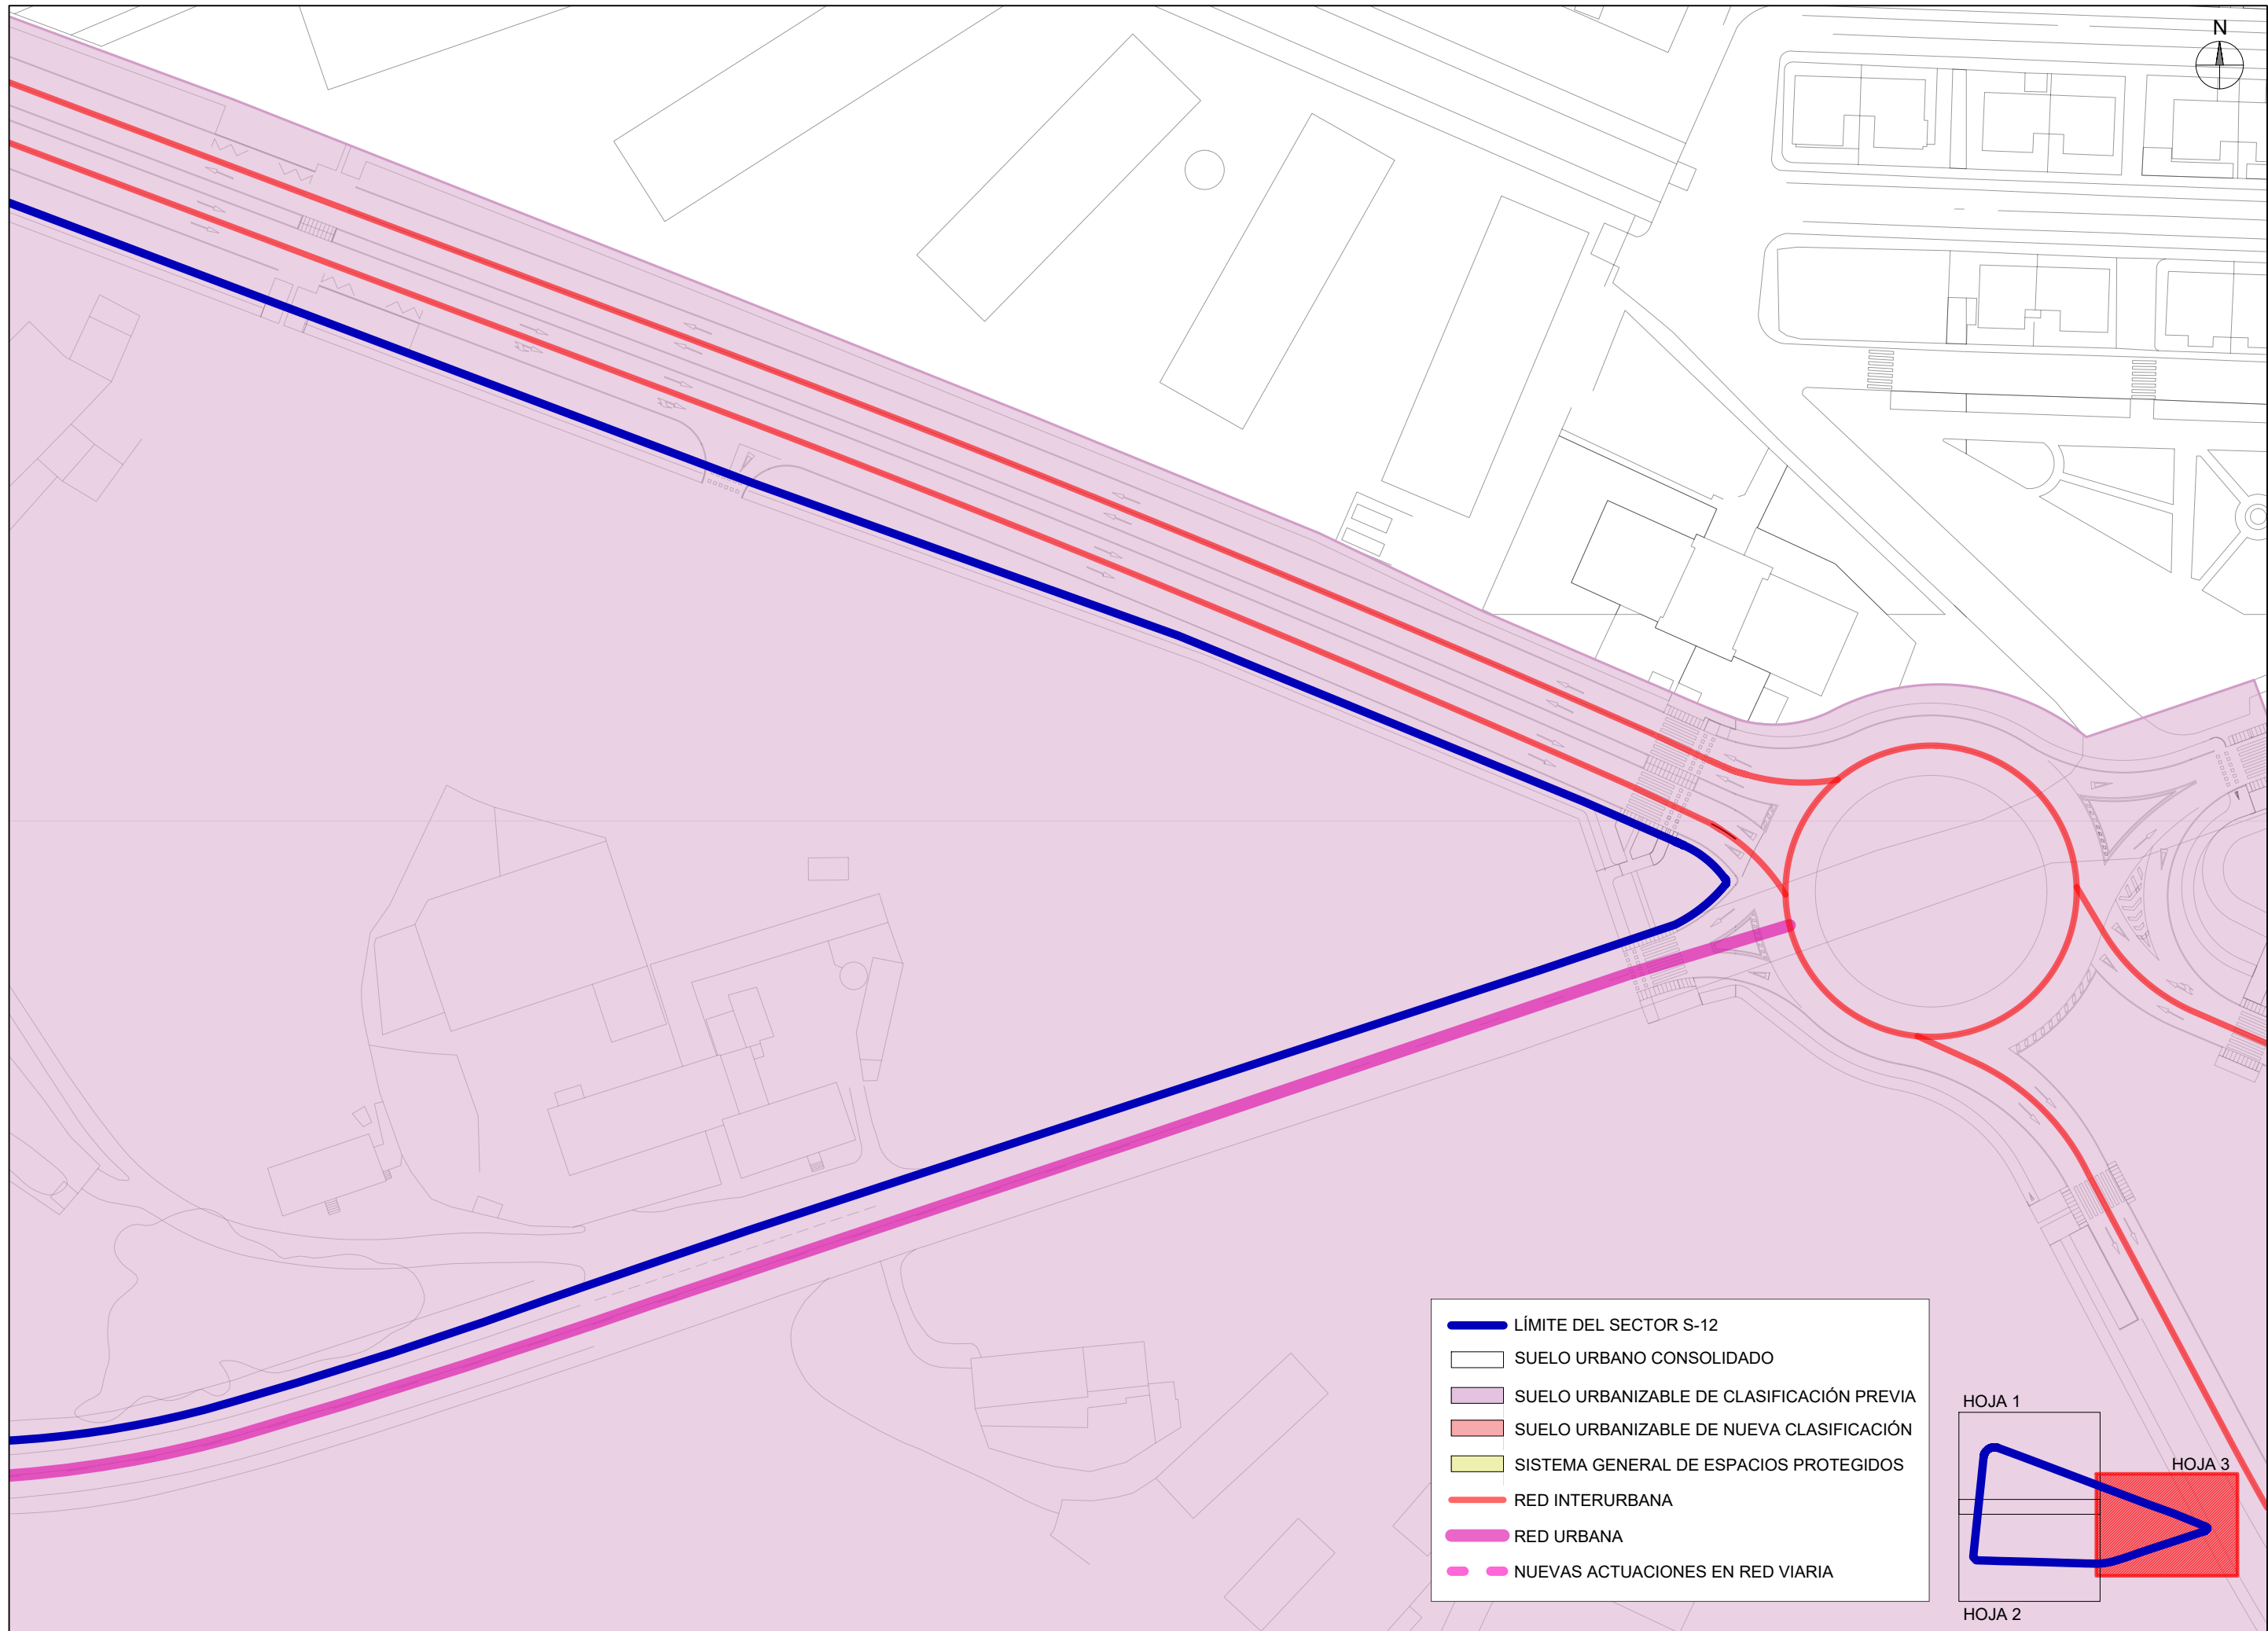 N
LÍMITE DEL SECTOR S-12
SUELO URBANO CONSOLIDADO
SUELO URBANIZABLE DE CLASIFICACIÓN PREVIA
SUELO URBANIZABLE DE NUEVA CLASIFICACIÓN
SISTEMA GENERAL DE ESPACIOS PROTEGIDOS
RED INTERURBANA
RED URBANA
NUEVAS ACTUACIONES EN RED VIARIA
HOJA 1
HOJA 3
HOJA 2